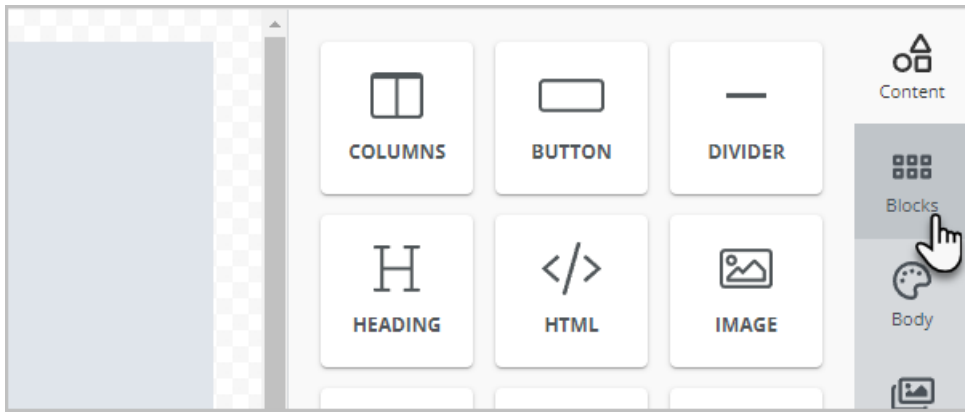 COLUMNS
BUTTON
DIVIDER
HEADING
HTML
IMAGE
Content
Blocks
Body